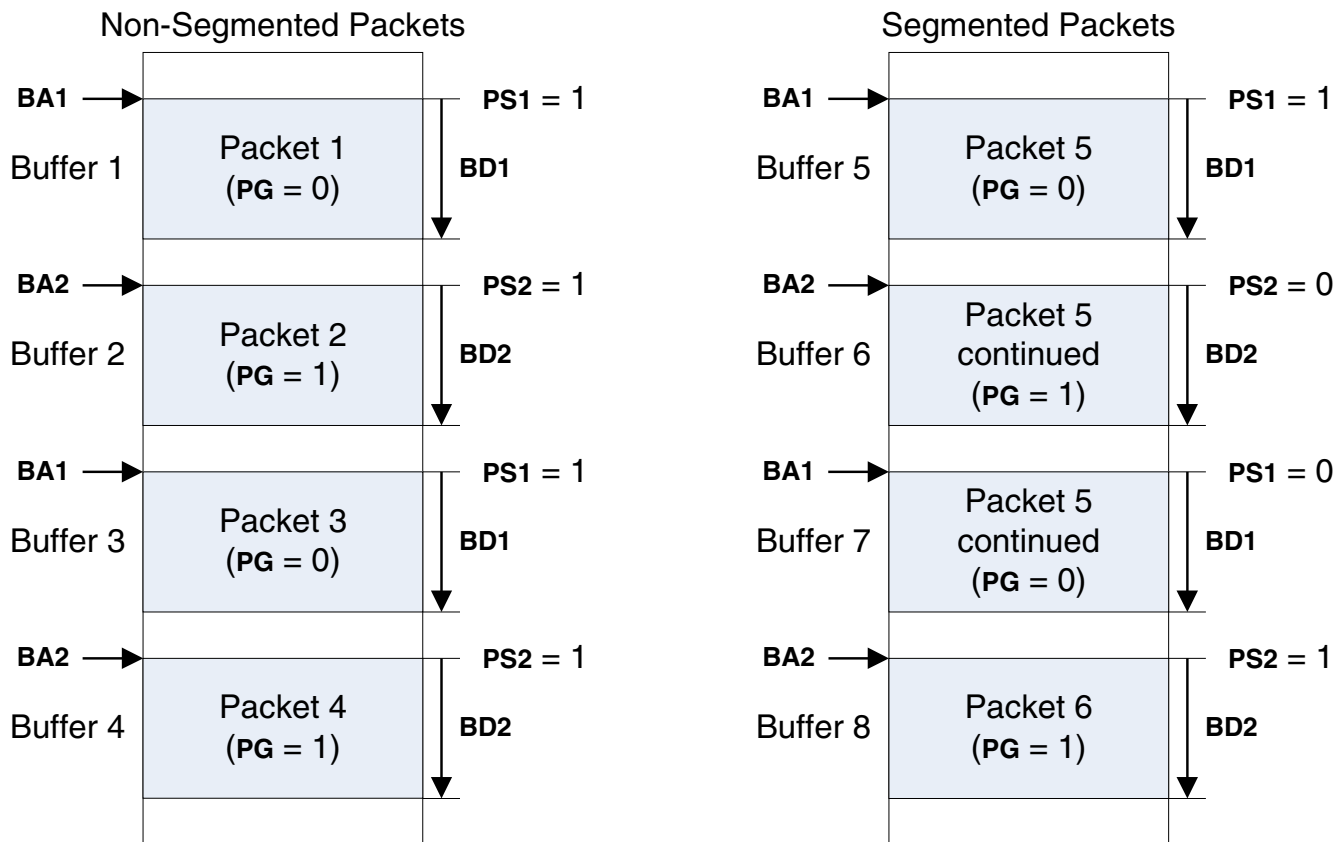 Non-Segmented Packets
BA1
PS1 = 1
Buffer 1
Packet 1
(PG = 0)
BD1
BA2
PS2 = 1
Buffer 2
Packet 2
(PG = 1)
BD2
BA1
PS1 = 1
Buffer 3
Packet 3
(PG = 0)
BD1
BA2
PS2 = 1
Buffer 4
Packet 4
(PG = 1)
BD2
Segmented Packets
BA1
PS1 = 1
Buffer 5
Packet 5
(PG = 0)
BD1
BA2
PS2 = 0
Buffer 6
Packet 5
continued
(PG = 1)
BD2
BA1
PS1 = 0
Buffer 7
Packet 5
continued
(PG = 0)
BD1
BA2
PS2 = 1
Buffer 8
Packet 6
(PG = 1)
BD2